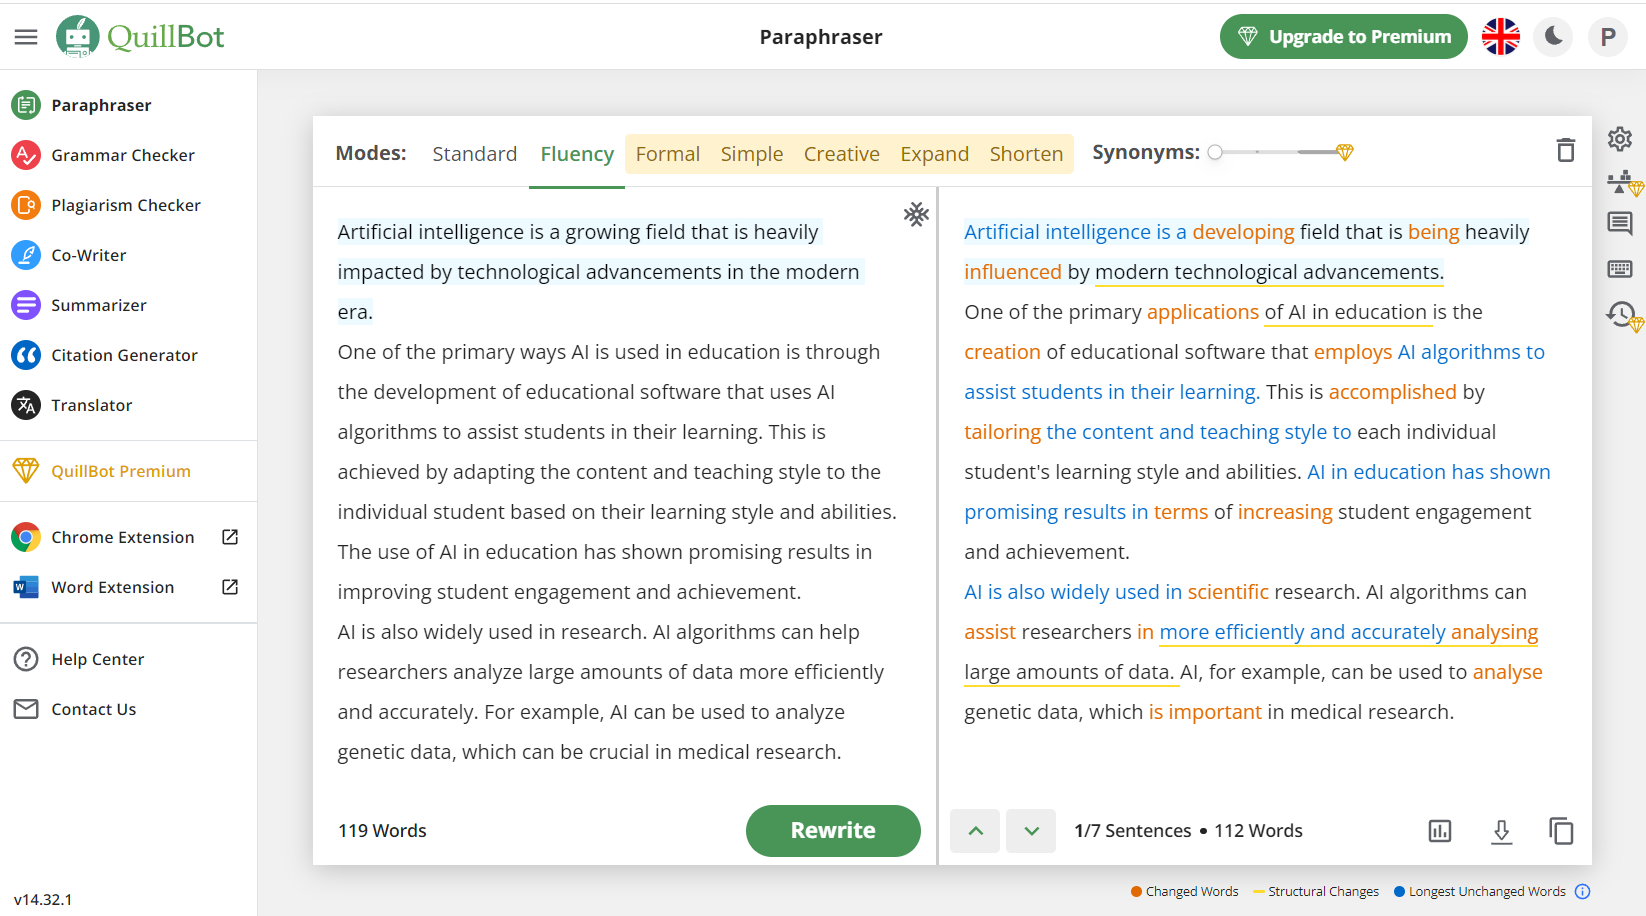 QuillBot
Paraphraser
Upgrade to Premium
P
Paraphraser
Grammar Checker
Plagiarism Checker
Co-Writer
Summarizer
Citation Generator
Translator
QuillBot Premium
Chrome Extension
Word Extension
Help Center
Contact Us
v14.32.1
Modes: Standard Fluency Formal Simple Creative Expand Shorten Synonyms:
Artificial intelligence is a growing field that is heavily
impacted by technological advancements in the modern
era.
One of the primary ways AI is used in education is through
the development of educational software that uses AI
algorithms to assist students in their learning. This is
achieved by adapting the content and teaching style to the
individual student based on their learning style and abilities.
The use of AI in education has shown promising results in
improving student engagement and achievement.
AI is also widely used in research. AI algorithms can help
researchers analyze large amounts of data more efficiently
and accurately. For example, AI can be used to analyze
genetic data, which can be crucial in medical research.
119 Words
Rewrite
Artificial intelligence is a developing field that is being heavily
influenced by modern technological advancements.
One of the primary applications of AI in education is the
creation of educational software that employs AI algorithms to
assist students in their learning. This is accomplished by
tailoring the content and teaching style to each individual
student's learning style and abilities. AI in education has shown
promising results in terms of increasing student engagement
and achievement.
AI is also widely used in scientific research. AI algorithms can
assist researchers in more efficiently and accurately analysing
large amounts of data. AI, for example, can be used to analyse
genetic data, which is important in medical research.
1/7 Sentences • 112 Words
Changed Words Structural Changes Longest Unchanged Words